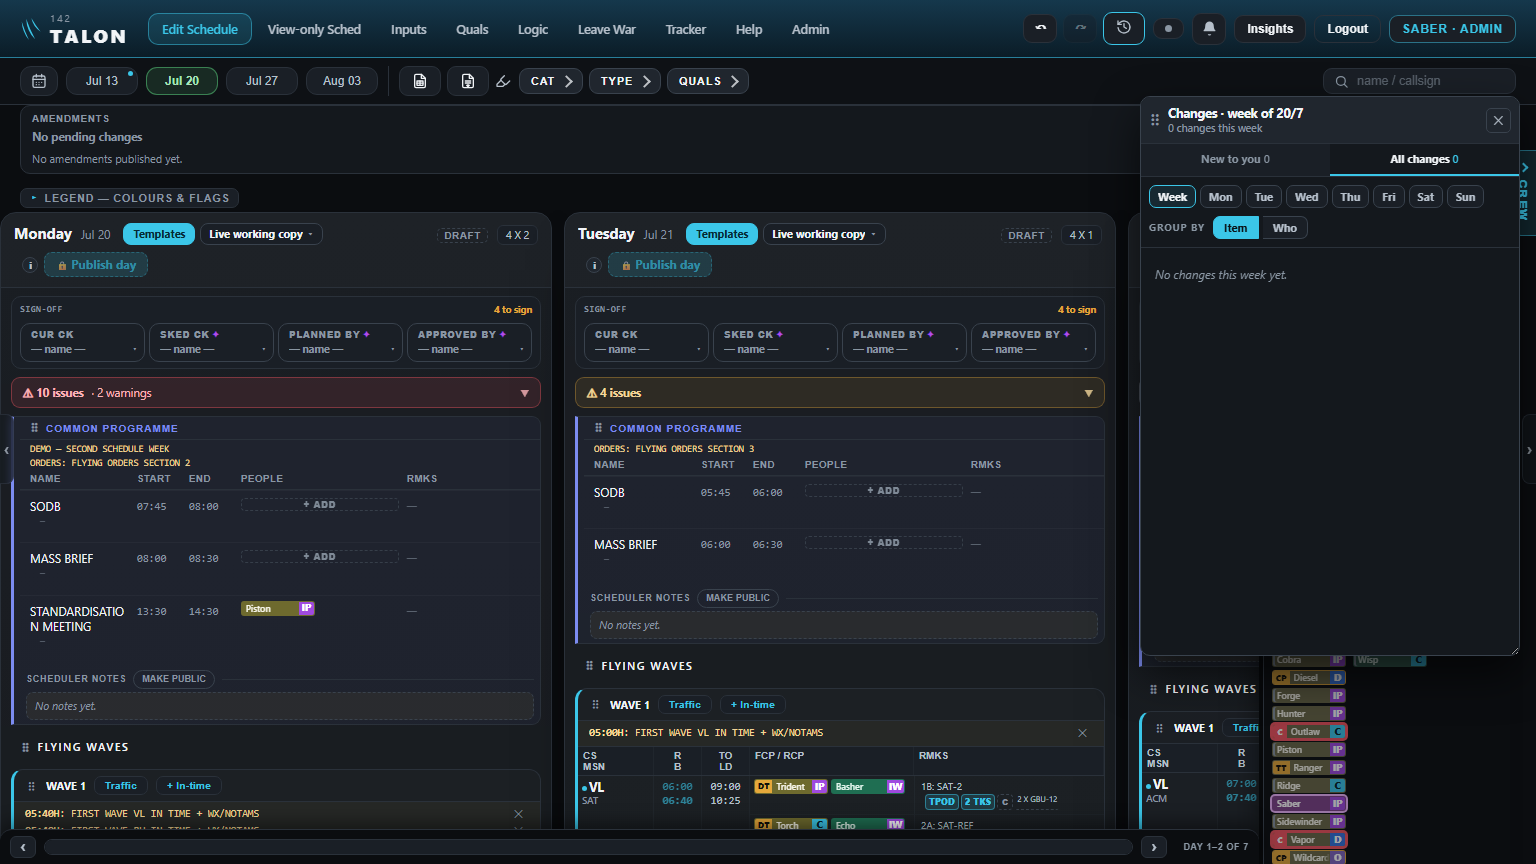 142
TALON
Edit Schedule
View-only Sched
Inputs
Quals
Logic
Leave War
Tracker
Help
Admin
Insights
Logout
SABER · ADMIN
Jul 13
Jul 20
Jul 27
Aug 03
CAT
TYPE
QUALS
name / callsign
AMENDMENTS
No pending changes
No amendments published yet.
LEGEND — COLOURS & FLAGS
Monday Jul 20 Templates Live working copy DRAFT 4 X 2
i Publish day
SIGN-OFF 4 to sign
CUR CK SKED CK ✦ PLANNED BY ✦ APPROVED BY ✦
— name — — name — — name — — name —
⚠ 10 issues · 2 warnings
COMMON PROGRAMME
DEMO — SECOND SCHEDULE WEEK
ORDERS: FLYING ORDERS SECTION 2
NAME START END PEOPLE RMKS
SODB 07:45 08:00 + ADD —
—
MASS BRIEF 08:00 08:30 + ADD —
—
STANDARDISATIO 13:30 14:30 Piston IP —
N MEETING
—
SCHEDULER NOTES MAKE PUBLIC
No notes yet.
FLYING WAVES
WAVE 1 Traffic + In-time
05:40H: FIRST WAVE VL IN TIME + WX/NOTAMS
Tuesday Jul 21 Templates Live working copy DRAFT 4 X 1
i Publish day
SIGN-OFF 4 to sign
CUR CK SKED CK ✦ PLANNED BY ✦ APPROVED BY ✦
— name — — name — — name — — name —
⚠ 4 issues
COMMON PROGRAMME
ORDERS: FLYING ORDERS SECTION 3
NAME START END PEOPLE RMKS
SODB 05:45 06:00 + ADD —
—
MASS BRIEF 06:00 06:30 + ADD —
—
SCHEDULER NOTES MAKE PUBLIC
No notes yet.
FLYING WAVES
WAVE 1 Traffic + In-time
05:00H: FIRST WAVE VL IN TIME + WX/NOTAMS
CS R TO FCP / RCP RMKS
MSN B LD
VL 06:00 09:00 DT Trident IP Basher IW 1B: SAT-2
SAT 06:40 10:25 TPOD 2 TKS C 2 X GBU-12
DT Torch C Echo IW 2A: SAT-REF
FLYING WAVES
WAVE 1 Traffi
CS R
MSN B
VL 07:00
ACM 07:40
Changes · week of 20/7
0 changes this week
New to you 0
All changes 0
Week Mon Tue Wed Thu Fri Sat Sun
GROUP BY Item Who
No changes this week yet.
CREW
Cobra IP Wisp C
CP Diesel D
Forge IP
Hunter IP
C Outlaw C
Piston IP
TT Ranger IP
Ridge C
Saber IP
Sidewinder IP
C Vapor D
CP Wildcard O
DAY 1–2 OF 7